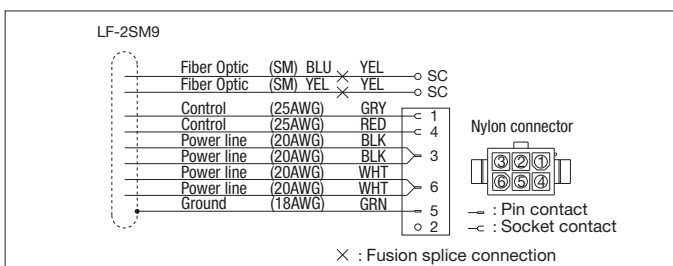 LF-2SM9
Fiber Optic (SM) BLU YEL SC
Fiber Optic (SM) YEL YEL SC
Control (25AWG) GRY 1
Control (25AWG) RED 4
Power line (20AWG) BLK
Power line (20AWG) BLK 3
Power line (20AWG) WHT
Power line (20AWG) WHT 6
Ground (18AWG) GRN 5
2
Nylon connector
3 2 1
6 5 4
: Pin contact
: Socket contact
× : Fusion splice connection